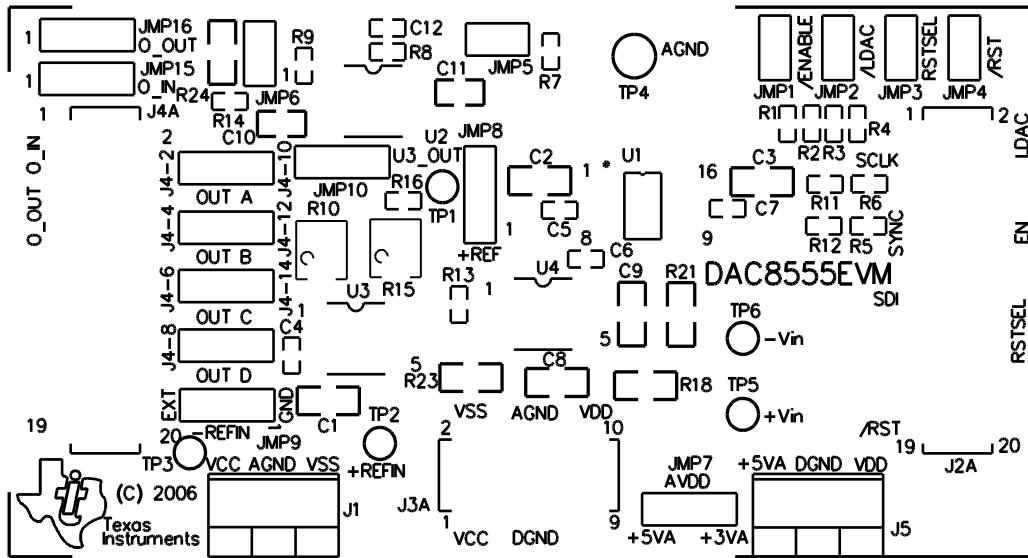 1
JMP16
O_OUT
1
JMP15
O_IN
R24
J4A
1
R14
C10
JMP6
1
R9
C12
R8
C11
JMP5
R7
TP4
AGND
JMP1
/ENABLE
JMP2
/LDAC
JMP3
RSTSEL
JMP4
/RST
R1
R2
R3
R4
1
2
LDAC
O_OUT O_IN
2
J4-2
J4-10
OUT A
J4-4
J4-12
OUT B
J4-6
J4-14
OUT C
J4-8
OUT D
EXT
GND
1
JMP10
U3_OUT
U2
JMP8
R16
TP1
R10
R15
1
+REF
C2
C5
1
U1
8
C6
16
9
C3
C7
SCLK
R11
R6
R12
R5
SYNC
EN
DAC8555EVM
SDI
RSTSEL
1
U3
C4
R13
1
U4
C9
5
R21
TP6
-Vin
TP5
+Vin
5
R23
C8
R18
VSS AGND VDD
C1
TP2
+REFIN
19
20
-REFIN
JMP9
TP3
VCC AGND VSS
J1
2
10
J3A
1
9
VCC DGND
JMP7
AVDD
+5VA +3VA
+5VA DGND VDD
J5
/RST
19
20
J2A
(C) 2006
Texas
Instruments